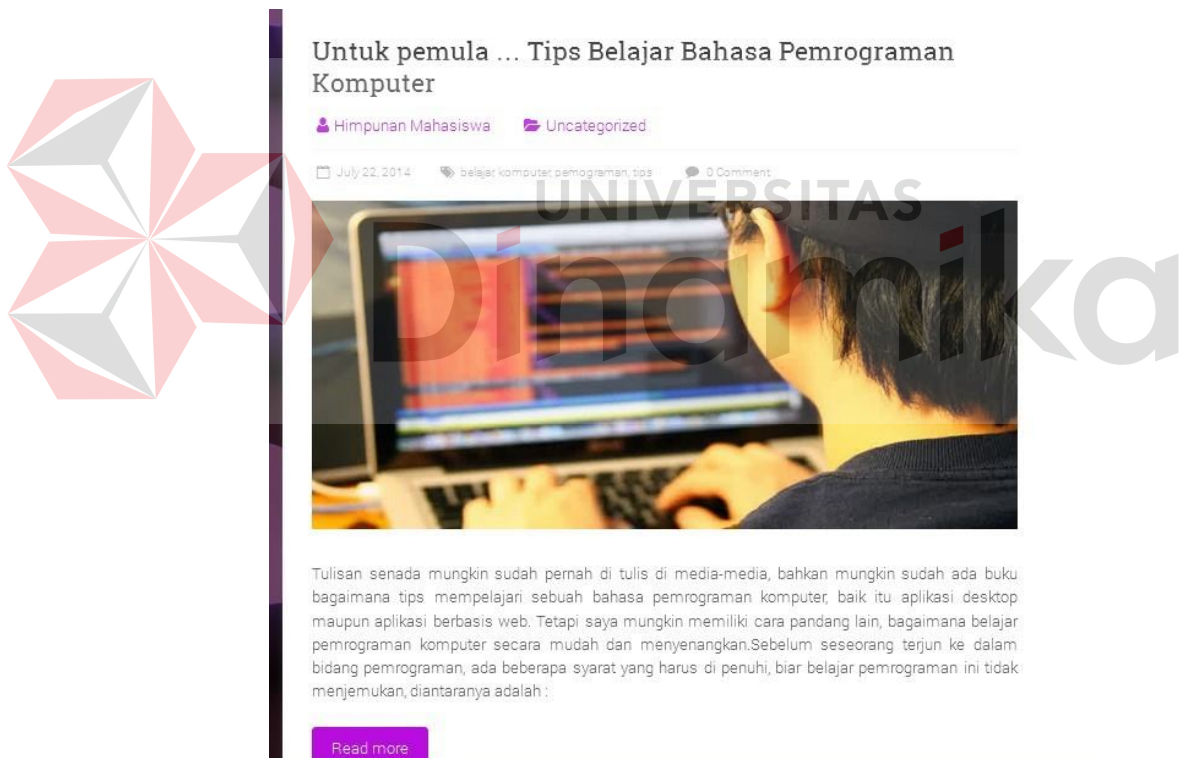 Untuk pemula ... Tips Belajar Bahasa Pemrograman
Komputer
Himpunan Mahasiswa Uncategorized
July 22, 2014 belajar, komputer, pemograman, tips 0 Comment
UNIVERSITAS
Dinamika
Tulisan senada mungkin sudah pernah di tulis di media-media, bahkan mungkin sudah ada buku
bagaimana tips mempelajari sebuah bahasa pemrograman komputer, baik itu aplikasi desktop
maupun aplikasi berbasis web. Tetapi saya mungkin memiliki cara pandang lain, bagaimana belajar
pemrograman komputer secara mudah dan menyenangkan.Sebelum seseorang terjun ke dalam
bidang pemrograman, ada beberapa syarat yang harus di penuhi, biar belajar pemrograman ini tidak
menjemukan, diantaranya adalah :
Read more